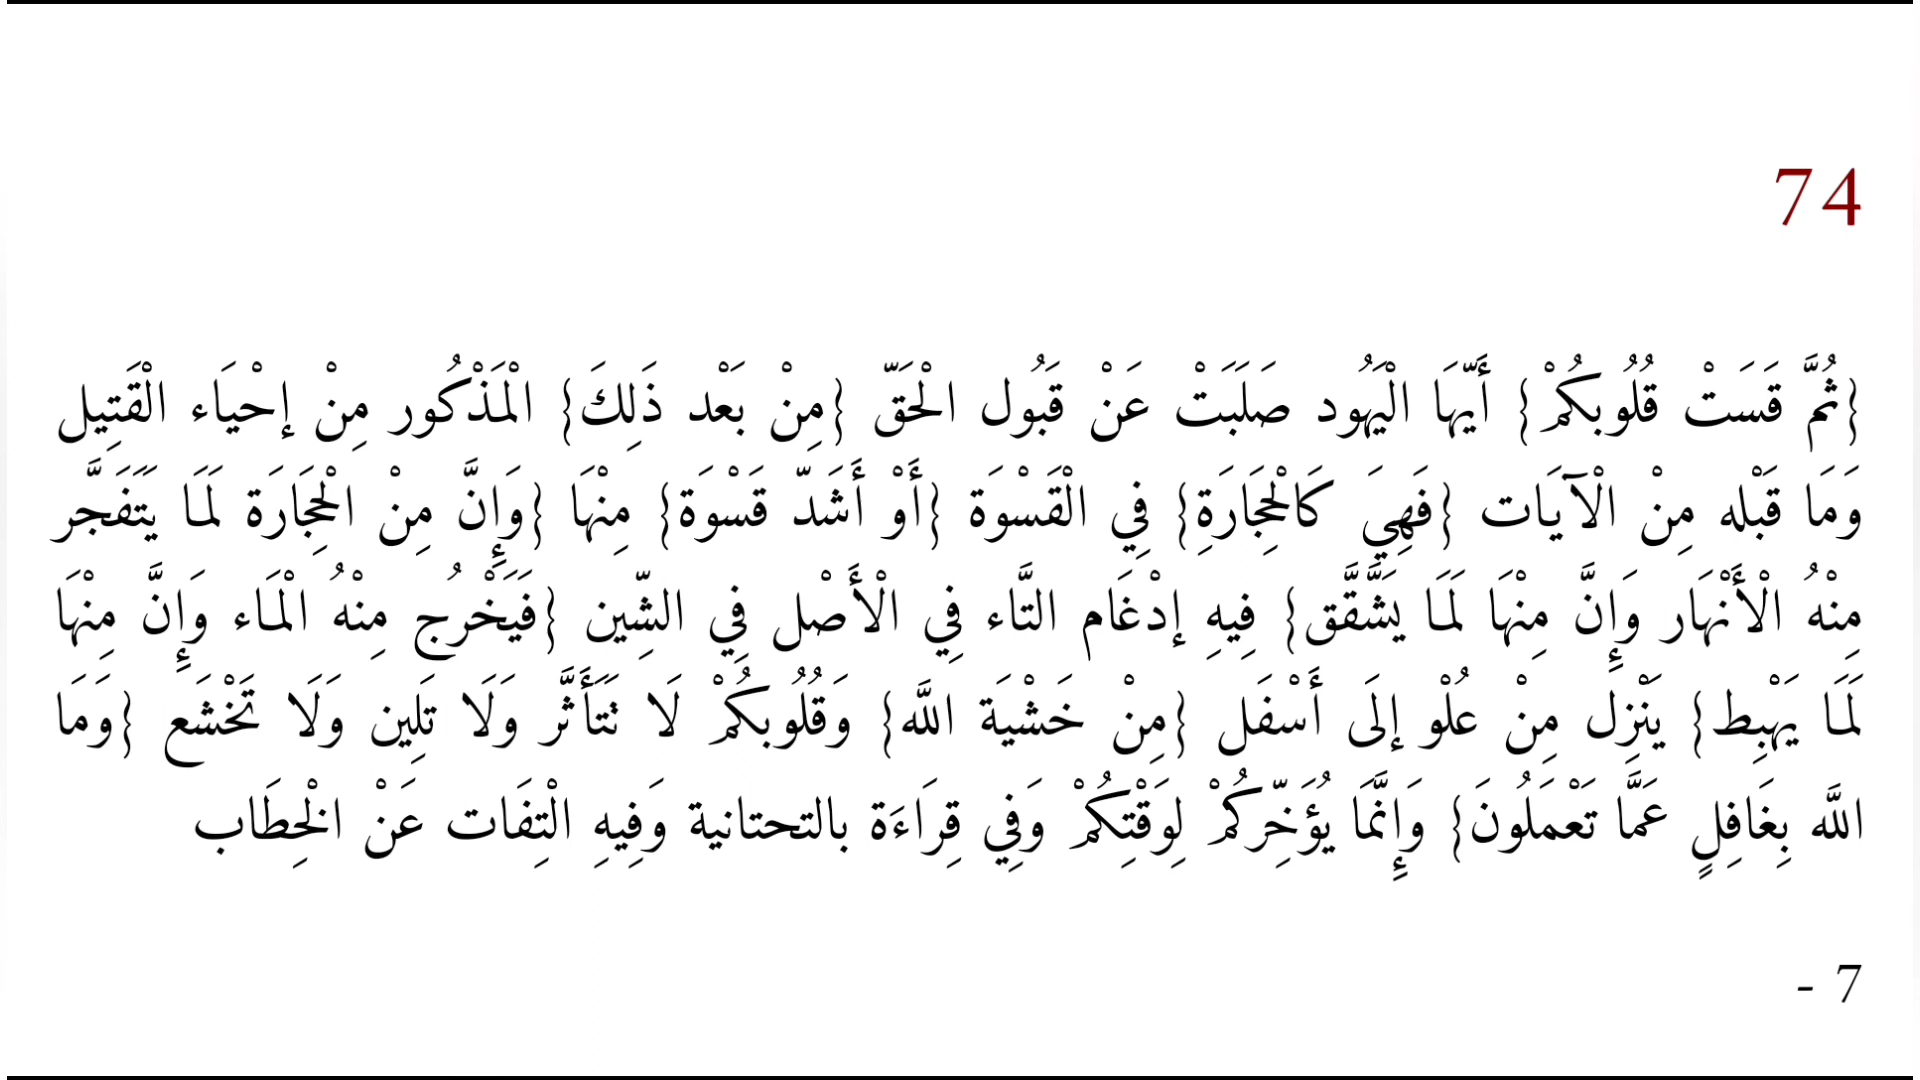 74
{ثُمَّ قَسَتْ قُلُوبكُمْ} أَيّهَا الْيَهُود صَلَبَتْ عَنْ قَبُول الْحَقّ {مِنْ بَعْد ذَلِكَ} الْمَذْكُور مِنْ إحْيَاء الْقَتِيل
وَمَا قَبْله مِنْ الْآيَات {فَهِيَ كَالْحِجَارَةِ} فِي الْقَسْوَة {أَوْ أَشَدّ قَسْوَة} مِنْهَا {وَإِنَّ مِنْ الْحِجَارَة لَمَا يَتَفَجَّر
مِنْهُ الْأَنْهَار وَإِنَّ مِنْهَا لَمَا يَشَّقَّق} فِيهِ إدْغَام التَّاء فِي الْأَصْل فِي الشِّين {فَيَخْرُج مِنْهُ الْمَاء وَإِنَّ مِنْهَا
لَمَا يَهْبِط} يَنْزِل مِنْ عُلْو إلَى أَسْفَل {مِنْ خَشْيَة اللَّه} وَقُلُوبكُمْ لَا تَتَأَثَّر وَلَا تَلِين وَلَا تَخْشَع {وَمَا
اللَّه بِغَافِلٍ عَمَّا تَعْمَلُونَ} وَإِنَّمَا يُؤَخِّركُمْ لِوَقْتِكُمْ وَفِي قِرَاءَة بالتحتانية وَفِيهِ الْتِفَات عَنْ الْخِطَاب
7 -